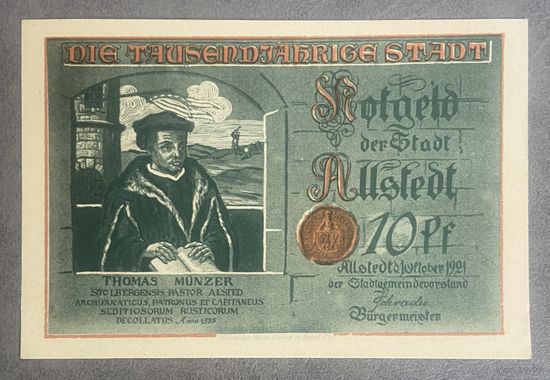 DIE TAUSENDJÄHRIGE STADT
Notgeld
der Stadt
Allstedt
10 Pf
Allstedt d. 1. Oktober 1921
der Stadtgemeindevorstand
Bürgermeister
THOMAS MÜNZER
STOLBERGENSIS PASTOR ALSTED
ARCHIFANATICUS, PATRONUS ET CAPITANEUS
SEDITIOSORUM RUSTICORUM
DECOLLATUS, Anno 1525